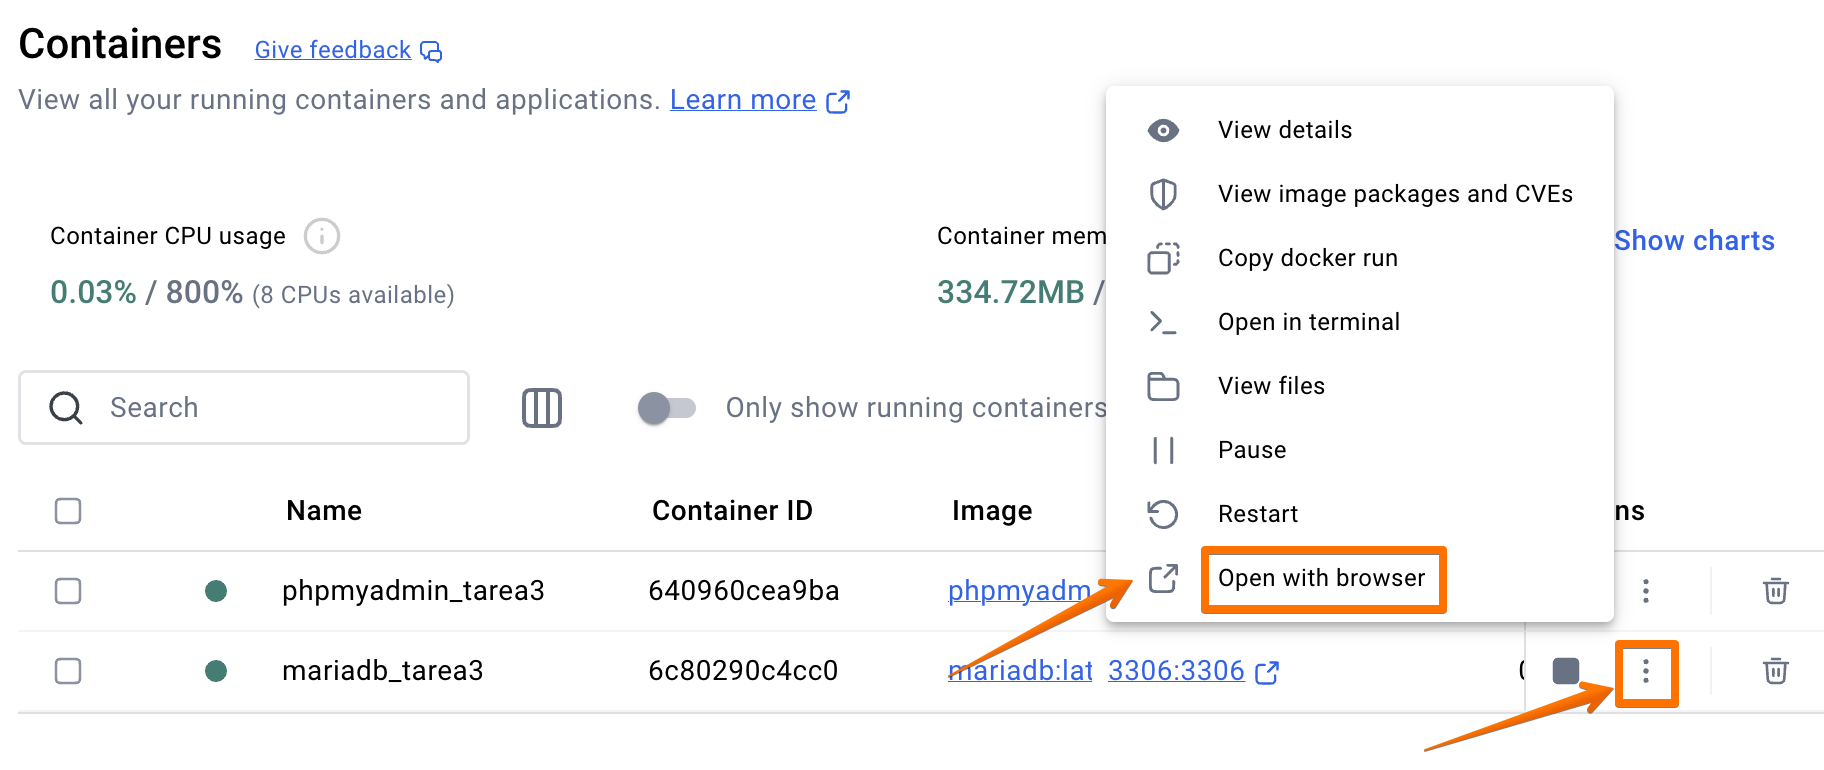 Containers Give feedback
View all your running containers and applications. Learn more
Container CPU usage
0.03% / 800% (8 CPUs available)
Container mem
334.72MB /
Show charts
View details
View image packages and CVEs
Copy docker run
Open in terminal
View files
Pause
Restart
Open with browser
Search
Only show running containers
Name Container ID Image ns
phpmyadmin_tarea3 640960cea9ba phpmyadm
mariadb_tarea3 6c80290c4cc0 mariadb:lat 3306:3306